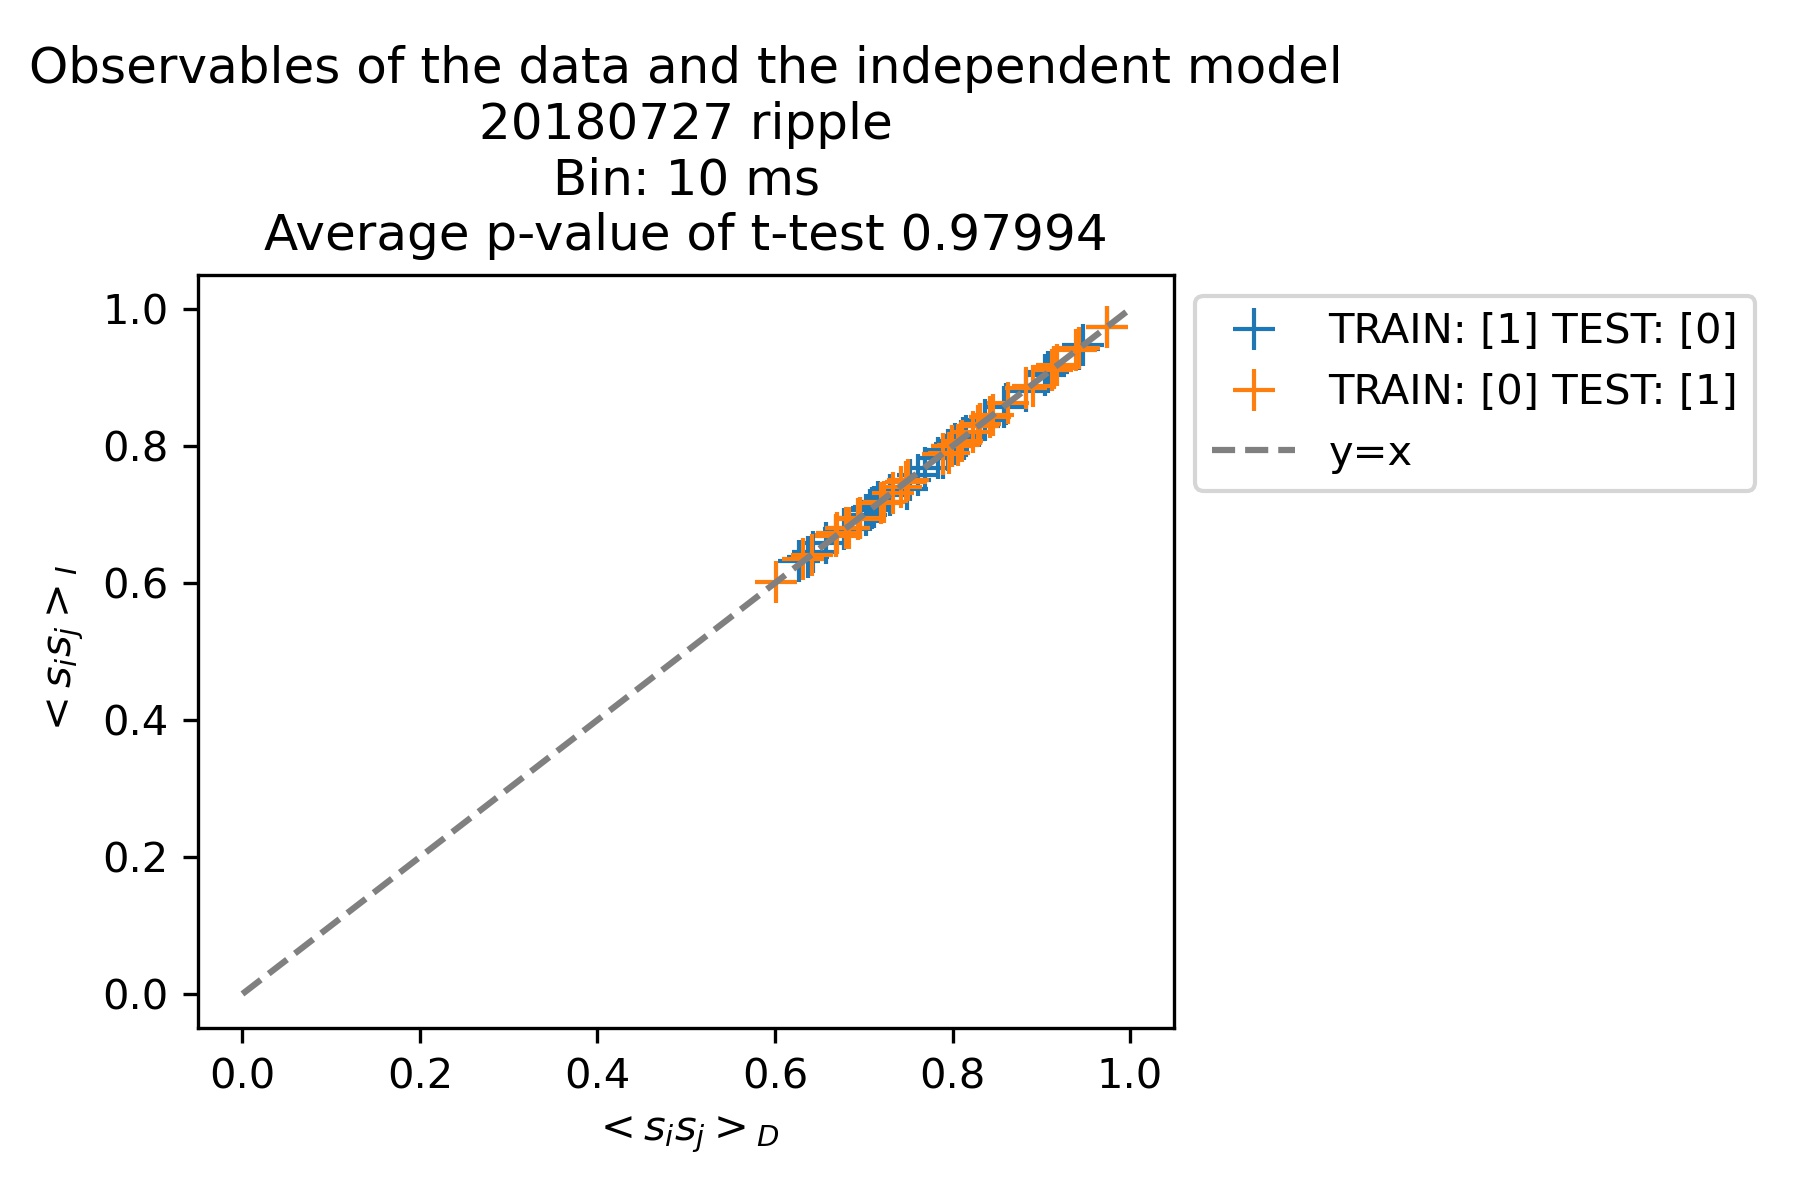 Observables of the data and the independent model
20180727 ripple
Bin: 10 ms
Average p-value of t-test 0.97994
1.0
0.8
0.6
0.4
0.2
0.0
< s_i s_j >_I
0.0 0.2 0.4 0.6 0.8 1.0
< s_i s_j >_D
TRAIN: [1] TEST: [0]
TRAIN: [0] TEST: [1]
y=x